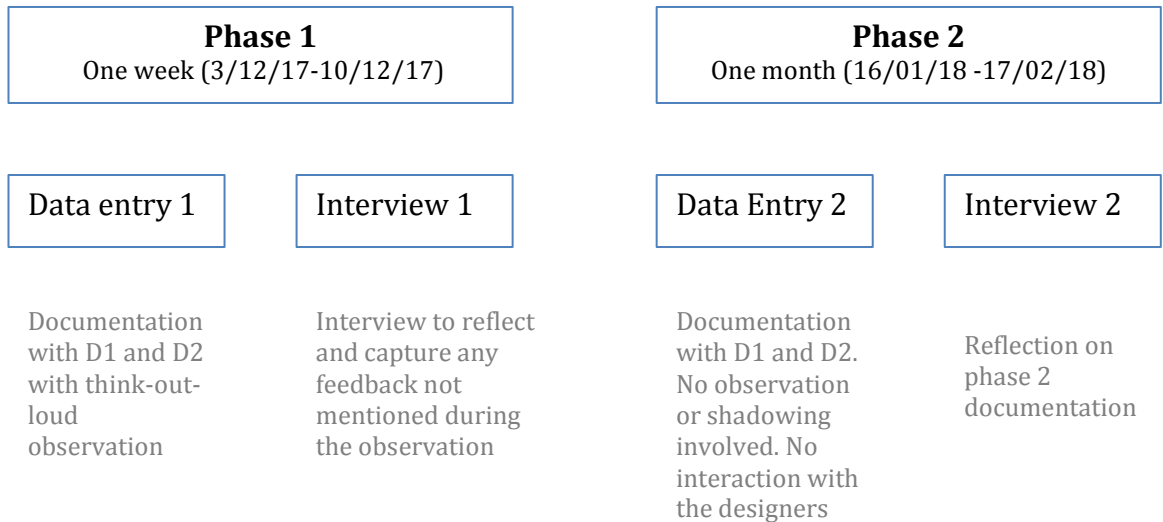 Phase 1
One week (3/12/17-10/12/17)
Phase 2
One month (16/01/18 -17/02/18)
Data entry 1
Interview 1
Data Entry 2
Interview 2
Documentation
with D1 and D2
with think-out-
loud
observation
Interview to reflect
and capture any
feedback not
mentioned during
the observation
Documentation
with D1 and D2.
No observation
or shadowing
involved. No
interaction with
the designers
Reflection on
phase 2
documentation